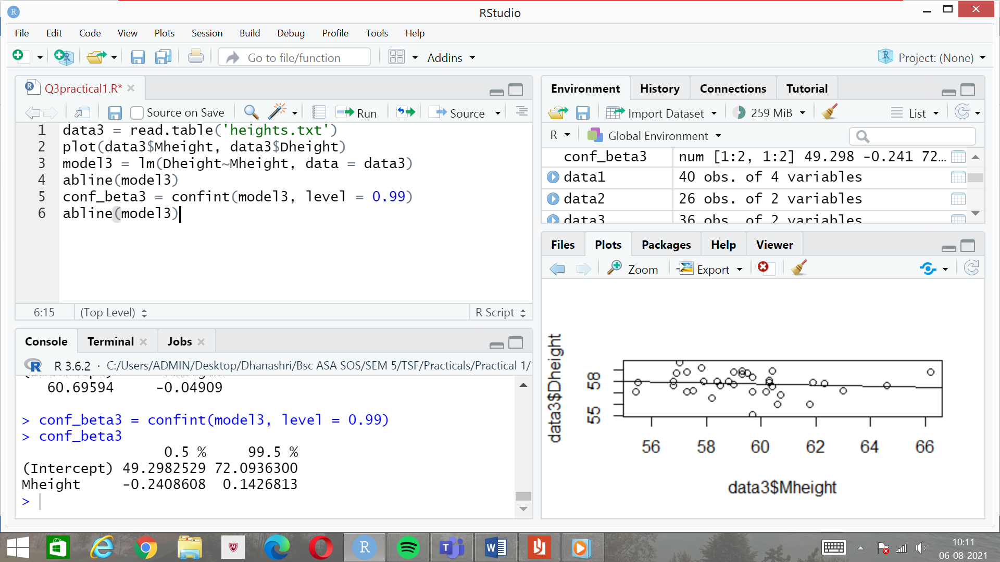 RStudio
File Edit Code View Plots Session Build Debug Profile Tools Help
Go to file/function Addins Project: (None)
Q3practical1.R*
Source on Save Run Source
1 data3 = read.table('heights.txt')
2 plot(data3$Mheight, data3$Dheight)
3 model3 = lm(Dheight~Mheight, data = data3)
4 abline(model3)
5 conf_beta3 = confint(model3, level = 0.99)
6 abline(model3)
6:15 (Top Level) R Script
Console Terminal Jobs
R 3.6.2 · C:/Users/ADMIN/Desktop/Dhanashri/Bsc ASA SOS/SEM 5/TSF/Practicals/Practical 1/
60.69594 -0.04909
> conf_beta3 = confint(model3, level = 0.99)
> conf_beta3
0.5 % 99.5 %
(Intercept) 49.2982529 72.0936300
Mheight -0.2408608 0.1426813
>
Environment History Connections Tutorial
Import Dataset 259 MiB List
R Global Environment
conf_beta3 num [1:2, 1:2] 49.298 -0.241 72…
data1 40 obs. of 4 variables
data2 26 obs. of 2 variables
data3 36 obs. of 2 variables
Files Plots Packages Help Viewer
Zoom Export
data3$Dheight
58
55
56 58 60 62 64 66
data3$Mheight
10:11
06-08-2021